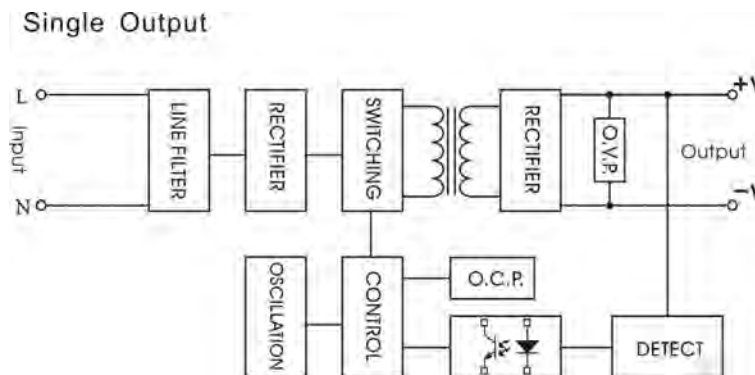 Single Output
L
Input
N
LINE FILTER
RECTIFIER
SWITCHING
RECTIFIER
O.V.P.
+V
Output
-V
OSCILLATION
CONTROL
O.C.P.
DETECT